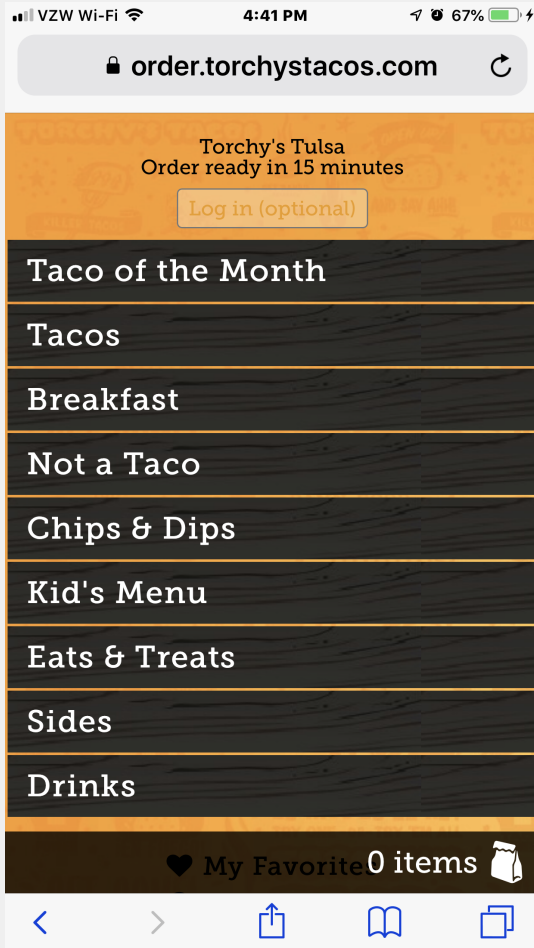 VZW Wi-Fi 4:41 PM 67%
order.torchystacos.com
TORCHY'S TACOS
Torchy's Tulsa
Order ready in 15 minutes
Log in (optional)
Taco of the Month
Tacos
Breakfast
Not a Taco
Chips & Dips
Kid's Menu
Eats & Treats
Sides
Drinks
My Favorites
0 items